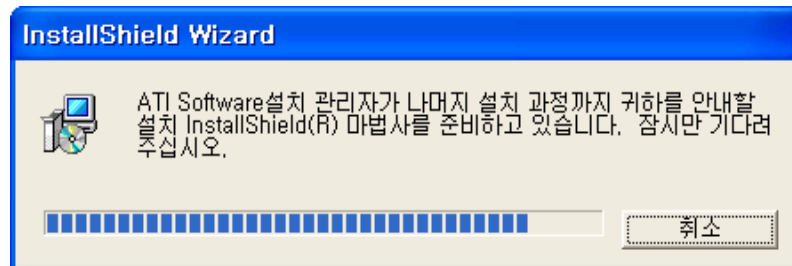 InstallShield Wizard
ATI Software설치 관리자가 나머지 설치 과정까지 귀하를 안내할
설치 InstallShield(R) 마법사를 준비하고 있습니다. 잠시만 기다려
주십시오.
취소